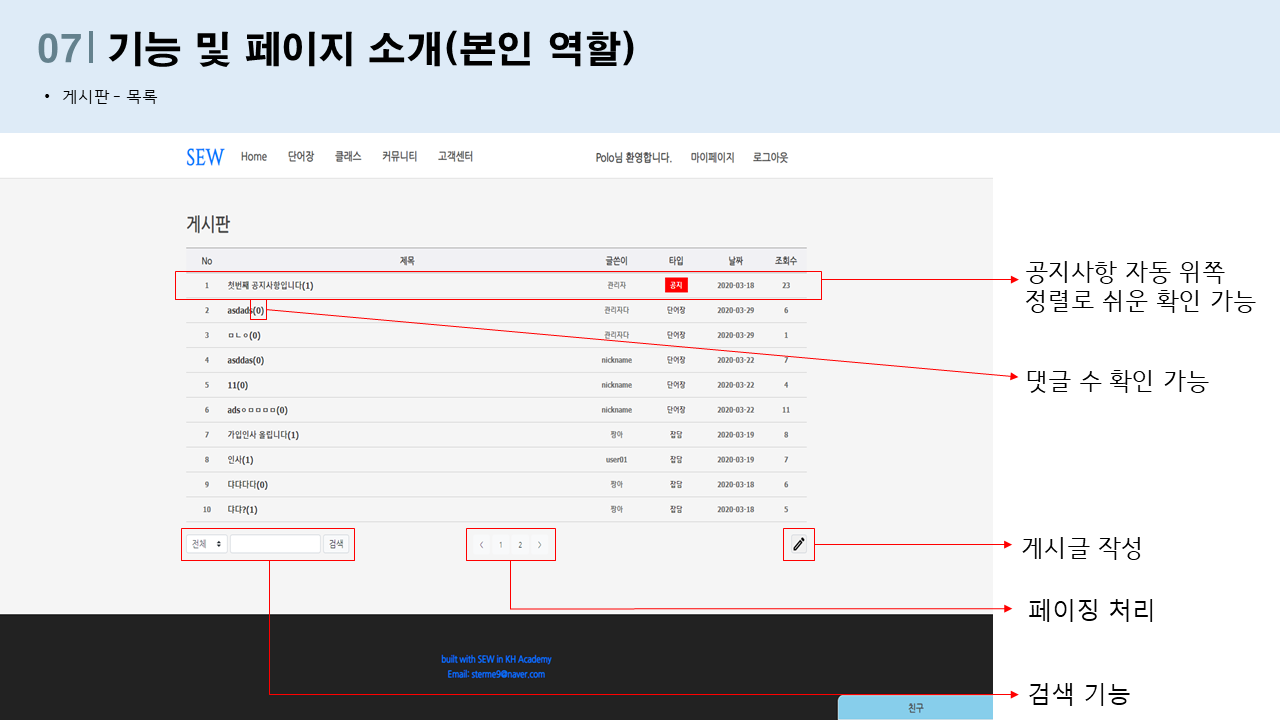 07| 기능 및 페이지 소개(본인 역할)
• 게시판 – 목록
SEW Home 단어장 클래스 커뮤니티 고객센터 Polo님 환영합니다. 마이페이지 로그아웃
게시판
No 제목 글쓴이 타입 날짜 조회수
1 첫번째 공지사항입니다(1) 관리자 공지 2020-03-18 23
2 asdads(0) 관리자다 단어장 2020-03-29 6
3 ㅁㄴㅇ(0) 관리자다 단어장 2020-03-29 1
4 asddas(0) nickname 단어장 2020-03-22 7
5 11(0) nickname 단어장 2020-03-22 4
6 adsㅇㅁㅁㅁㅁ(0) nickname 단어장 2020-03-22 11
7 가입인사 올립니다(1) 짱아 잡담 2020-03-19 8
8 인사(1) user01 잡담 2020-03-19 7
9 댜댜다다(0) 짱아 잡담 2020-03-18 6
10 댜댜?(1) 짱아 잡담 2020-03-18 5
전체 검색 〈 1 2 〉
공지사항 자동 위쪽
정렬로 쉬운 확인 가능
댓글 수 확인 가능
게시글 작성
페이징 처리
검색 기능
built with SEW in KH Academy
Email: sterme9@naver.com
친구